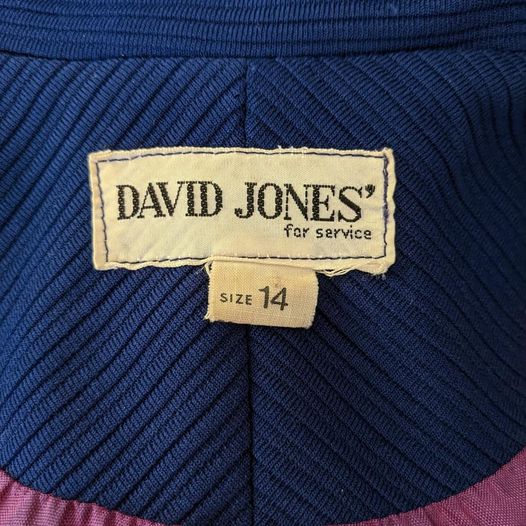 DAVID JONES'
for service
SIZE 14